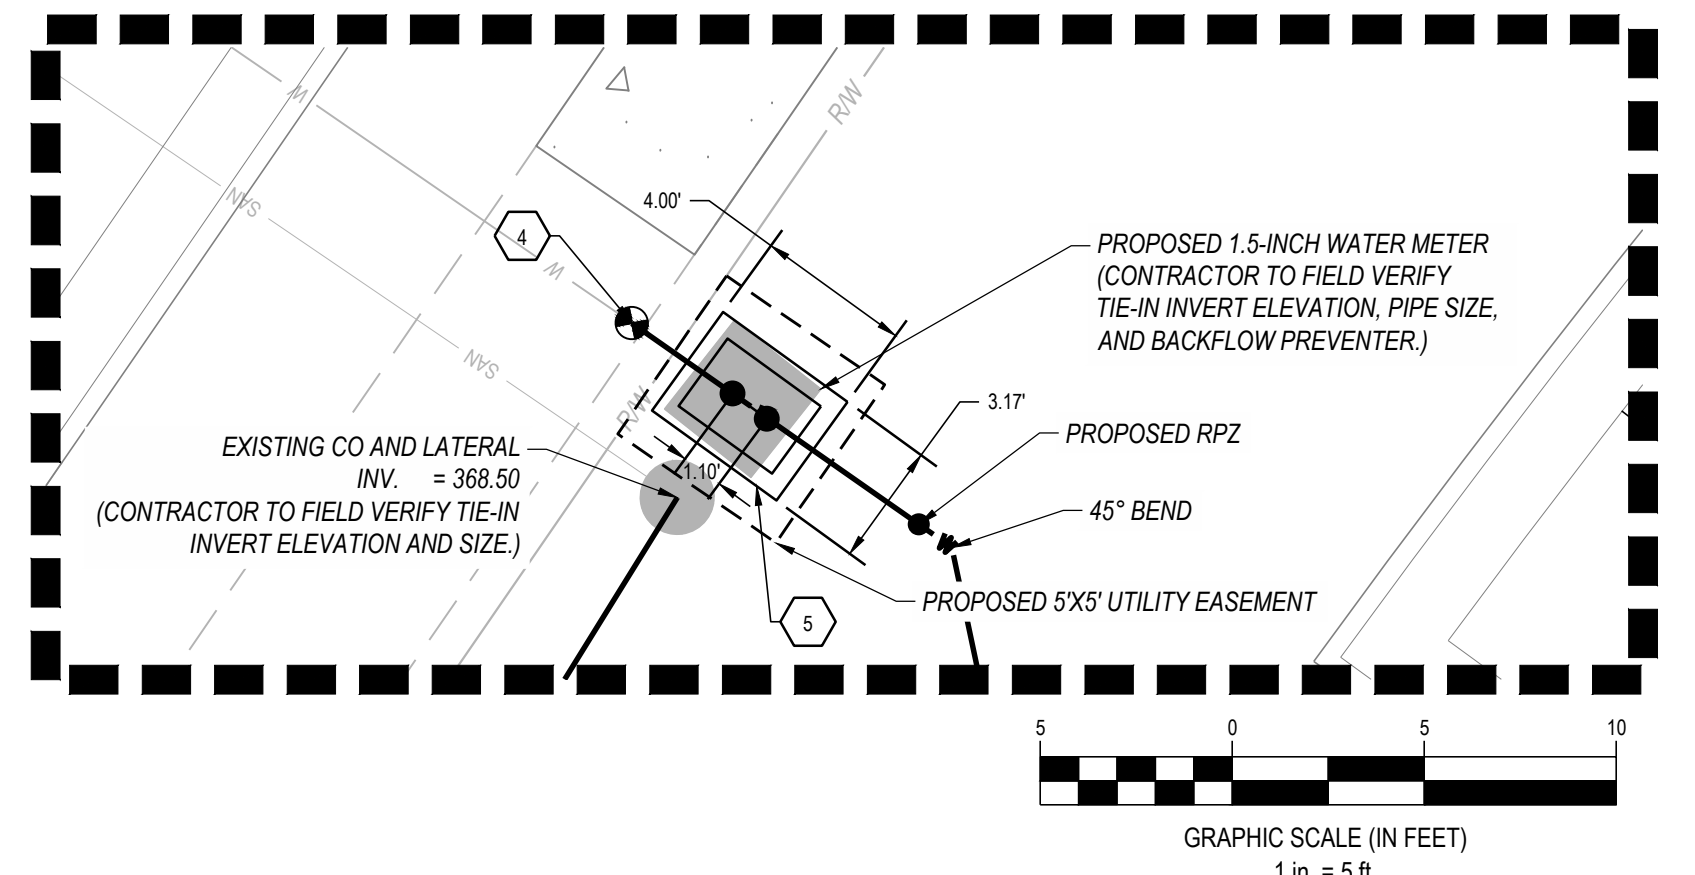 W
R/W
SAN
4.00'
4
W
PROPOSED 1.5-INCH WATER METER
(CONTRACTOR TO FIELD VERIFY
TIE-IN INVERT ELEVATION, PIPE SIZE,
AND BACKFLOW PREVENTER.)
SAN
R/W
3.17'
PROPOSED RPZ
EXISTING CO AND LATERAL
INV. = 368.50
(CONTRACTOR TO FIELD VERIFY TIE-IN
INVERT ELEVATION AND SIZE.)
1.10'
45° BEND
PROPOSED 5'X5' UTILITY EASEMENT
5
5 0 5 10
GRAPHIC SCALE (IN FEET)
1 in. = 5 ft.